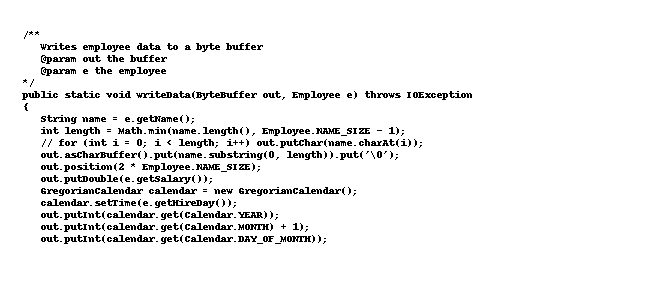 /**
Writes employee data to a byte buffer
@param out the buffer
@param e the employee
*/
public static void writeData(ByteBuffer out, Employee e) throws IOException
{
String name = e.getName();
int length = Math.min(name.length(), Employee.NAME_SIZE - 1);
// for (int i = 0; i < length; i++) out.putChar(name.charAt(i));
out.asCharBuffer().put(name.substring(0, length)).put('\0');
out.position(2 * Employee.NAME_SIZE);
out.putDouble(e.getSalary());
GregorianCalendar calendar = new GregorianCalendar();
calendar.setTime(e.getHireDay());
out.putInt(calendar.get(Calendar.YEAR));
out.putInt(calendar.get(Calendar.MONTH) + 1);
out.putInt(calendar.get(Calendar.DAY_OF_MONTH));